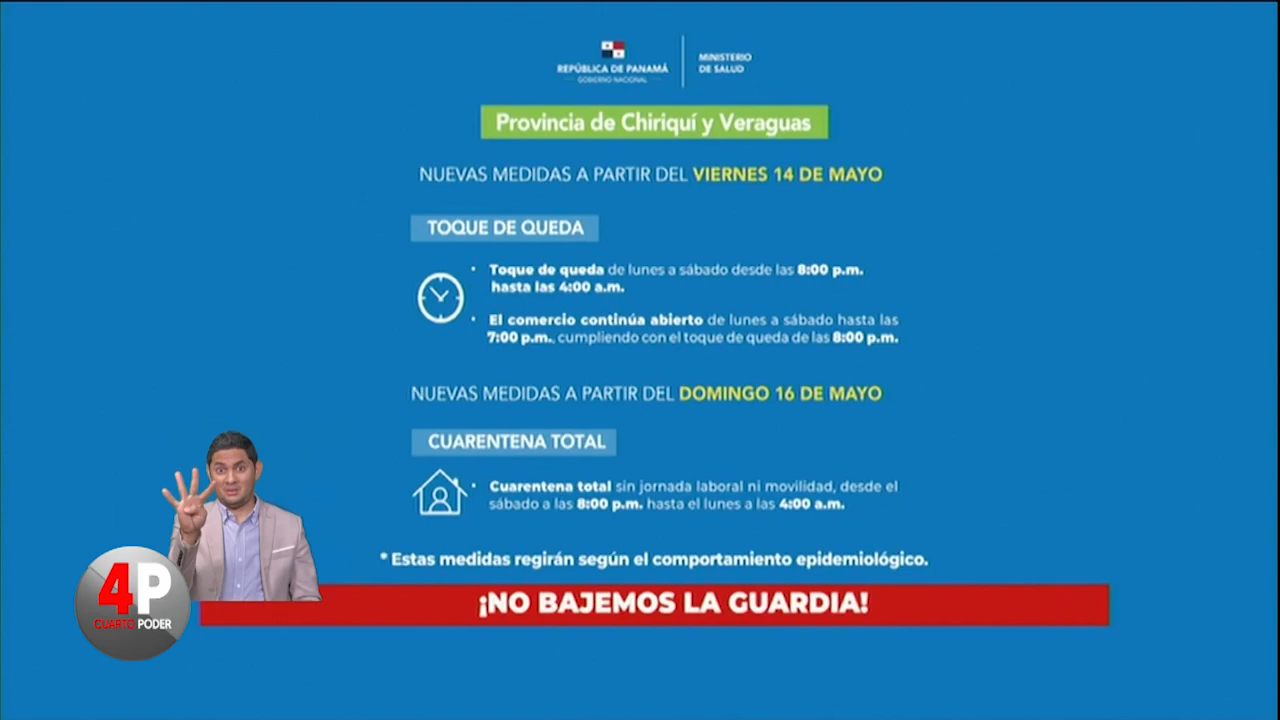 REPÚBLICA DE PANAMÁ
GOBIERNO NACIONAL
MINISTERIO
DE SALUD
Provincia de Chiriquí y Veraguas
NUEVAS MEDIDAS A PARTIR DEL VIERNES 14 DE MAYO
TOQUE DE QUEDA
• Toque de queda de lunes a sábado desde las 8:00 p.m.
hasta las 4:00 a.m.
• El comercio continúa abierto de lunes a sábado hasta las
7:00 p.m., cumpliendo con el toque de queda de las 8:00 p.m.
NUEVAS MEDIDAS A PARTIR DEL DOMINGO 16 DE MAYO
CUARENTENA TOTAL
• Cuarentena total sin jornada laboral ni movilidad, desde el
sábado a las 8:00 p.m. hasta el lunes a las 4:00 a.m.
* Estas medidas regirán según el comportamiento epidemiológico.
¡NO BAJEMOS LA GUARDIA!
4P
CUARTO PODER